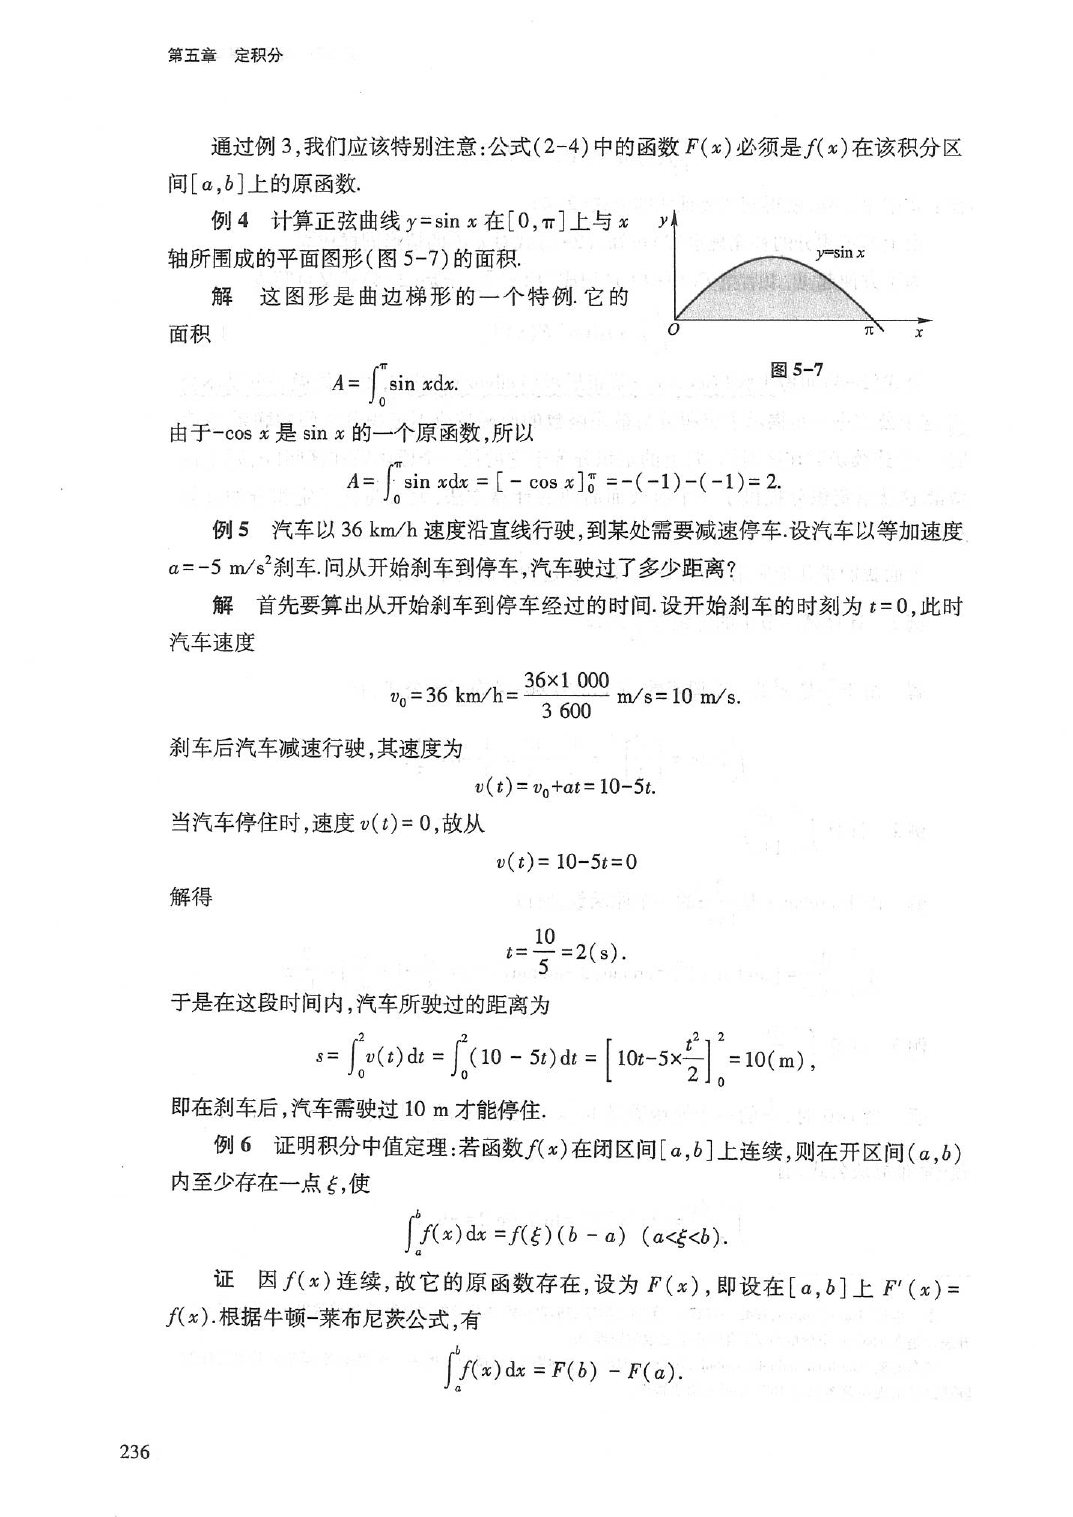 第五章 定积分
通过例 3,我们应该特别注意:公式(2-4)中的函数 F(x)必须是 f(x)在该积分区
间[a,b]上的原函数.
例 4 计算正弦曲线 y=sin x 在[0,π]上与 x
轴所围成的平面图形(图 5-7)的面积.
解 这图形是曲边梯形的一个特例.它的
面积
y
y=sin x
O
π
x
图 5-7
A=∫₀^π sin xdx.
由于-cos x 是 sin x 的一个原函数,所以
A=∫₀^π sin xdx = [ - cos x]₀^π =-(-1)-(-1)=2.
例 5 汽车以 36 km/h 速度沿直线行驶,到某处需要减速停车.设汽车以等加速度
a=-5 m/s²刹车.问从开始刹车到停车,汽车驶过了多少距离?
解 首先要算出从开始刹车到停车经过的时间.设开始刹车的时刻为 t=0,此时
汽车速度
v₀=36 km/h=36×1 000/3 600 m/s=10 m/s.
刹车后汽车减速行驶,其速度为
v(t)=v₀+at=10-5t.
当汽车停住时,速度 v(t)=0,故从
v(t)=10-5t=0
解得
t=10/5=2(s).
于是在这段时间内,汽车所驶过的距离为
s=∫₀² v(t)dt = ∫₀² (10 - 5t)dt = [10t-5×t²/2]₀² =10(m),
即在刹车后,汽车需驶过 10 m 才能停住.
例 6 证明积分中值定理:若函数 f(x)在闭区间[a,b]上连续,则在开区间(a,b)
内至少存在一点 ξ,使
∫ₐᵇ f(x)dx =f(ξ)(b - a) (a<ξ<b).
证 因 f(x)连续,故它的原函数存在,设为 F(x),即设在[a,b]上 F′(x)=
f(x).根据牛顿-莱布尼茨公式,有
∫ₐᵇ f(x)dx = F(b) - F(a).
236